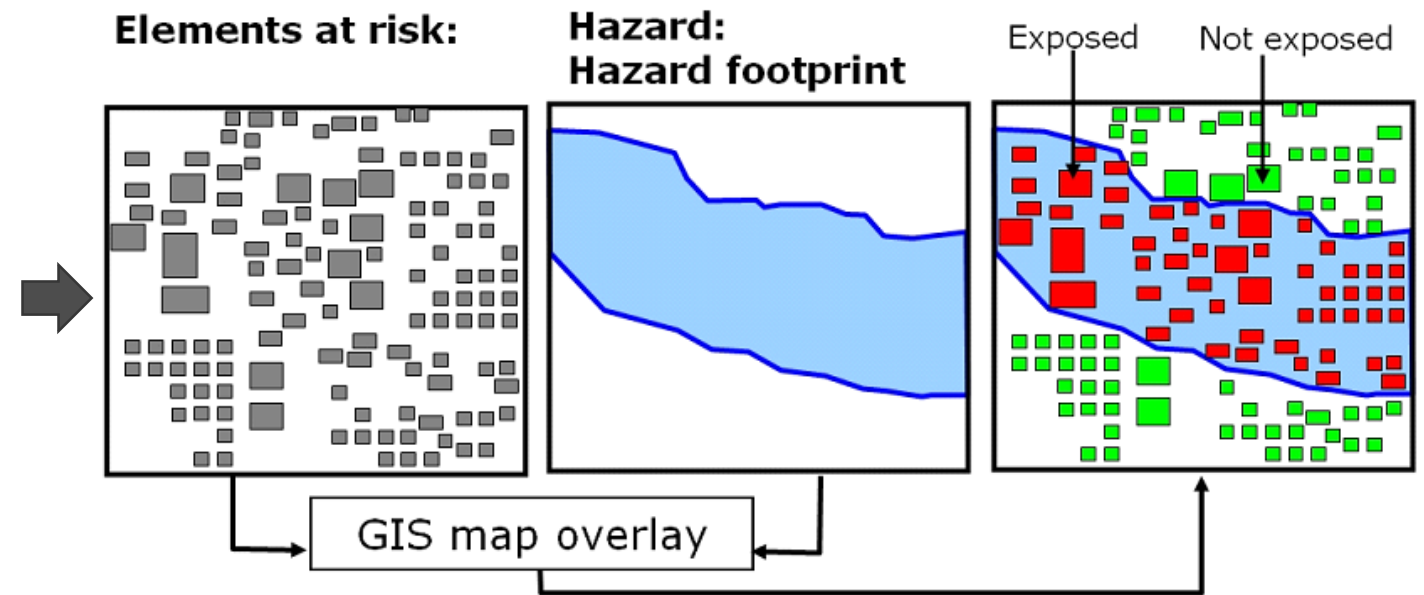 Elements at risk:
Hazard:
Hazard footprint
Exposed
Not exposed
GIS map overlay